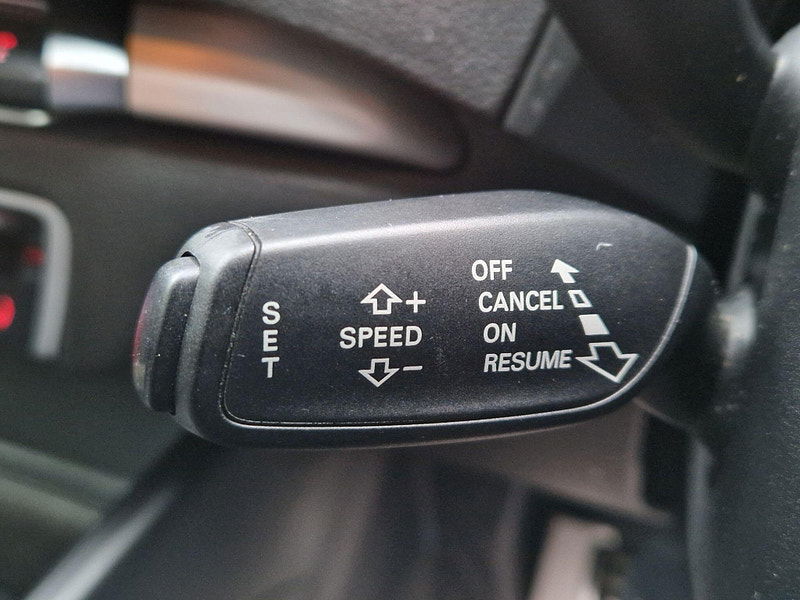 SET
SPEED
+
-
OFF
CANCEL
ON
RESUME